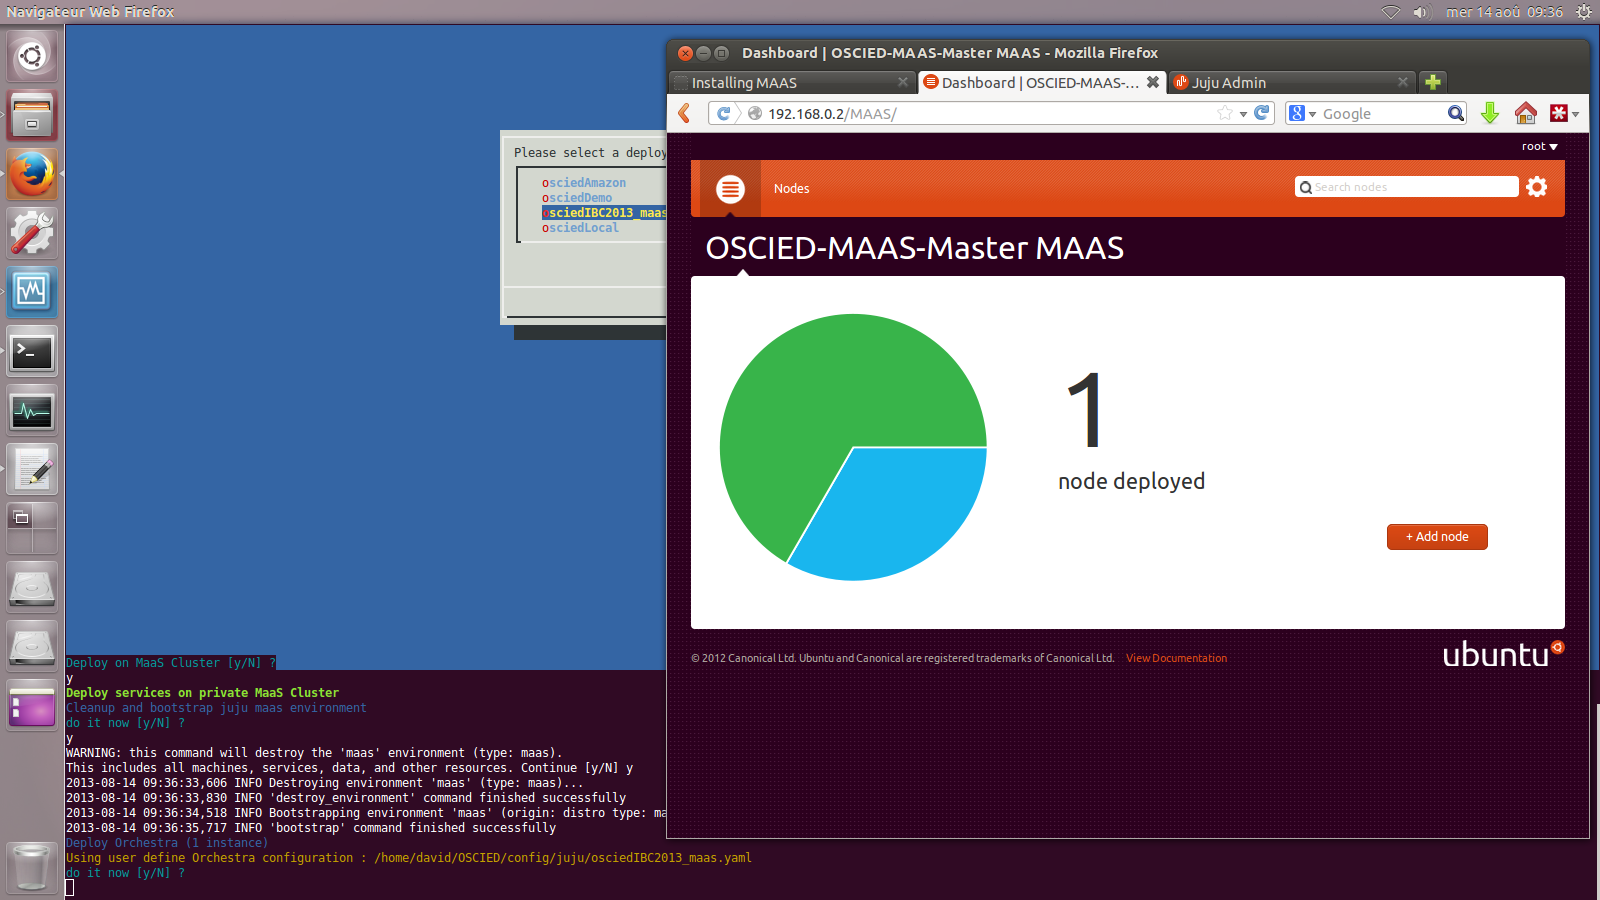 Navigateur Web Firefox
mer 14 aoû 09:36
Please select a deploy
osciedAmazon
osciedDemo
osciedIBC2013_maas
osciedLocal
Dashboard | OSCIED-MAAS-Master MAAS - Mozilla Firefox
Installing MAAS
Dashboard | OSCIED-MAAS-...
Juju Admin
192.168.0.2/MAAS/
Google
root
Nodes
Search nodes
OSCIED-MAAS-Master MAAS
1
node deployed
+ Add node
© 2012 Canonical Ltd. Ubuntu and Canonical are registered trademarks of Canonical Ltd. View Documentation
ubuntu
Deploy on MaaS Cluster [y/N] ?
y
Deploy services on private MaaS Cluster
Cleanup and bootstrap juju maas environment
do it now [y/N] ?
y
WARNING: this command will destroy the 'maas' environment (type: maas).
This includes all machines, services, data, and other resources. Continue [y/N] y
2013-08-14 09:36:33,606 INFO Destroying environment 'maas' (type: maas)...
2013-08-14 09:36:33,830 INFO 'destroy_environment' command finished successfully
2013-08-14 09:36:34,518 INFO Bootstrapping environment 'maas' (origin: distro type: ma
2013-08-14 09:36:35,717 INFO 'bootstrap' command finished successfully
Deploy Orchestra (1 instance)
Using user define Orchestra configuration : /home/david/OSCIED/config/juju/osciedIBC2013_maas.yaml
do it now [y/N] ?